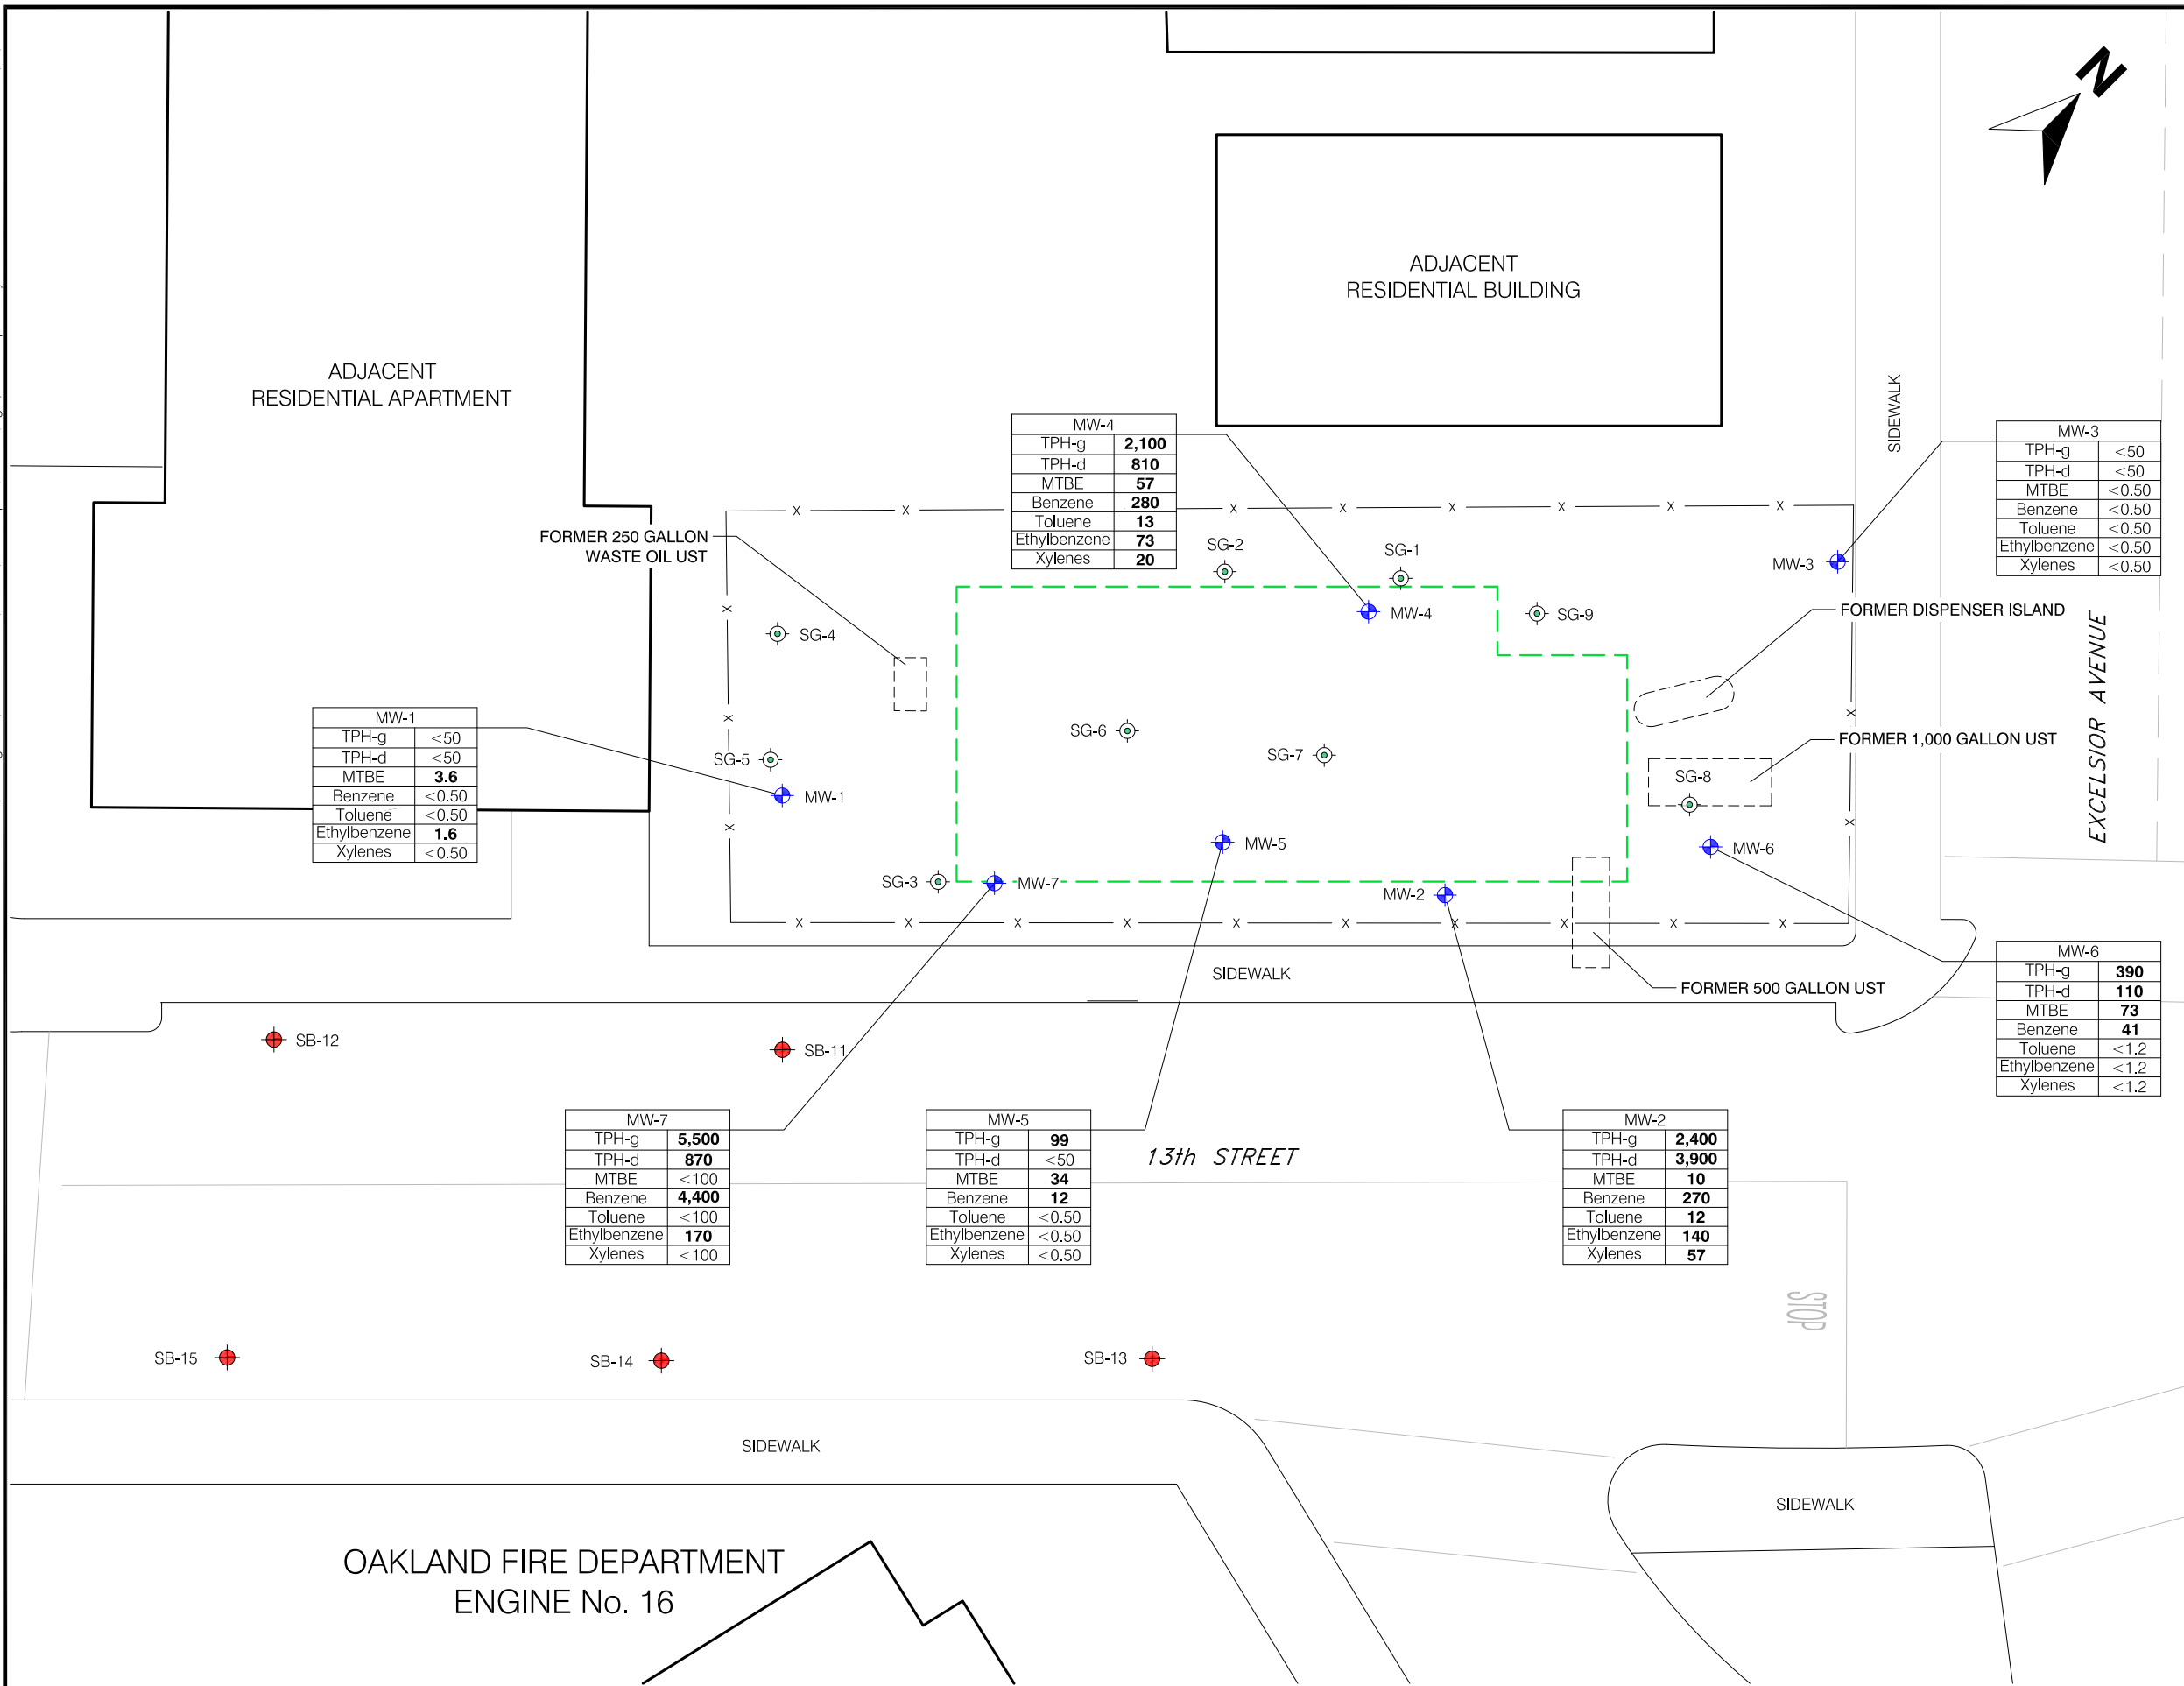 N
ADJACENT
RESIDENTIAL BUILDING
ADJACENT
RESIDENTIAL APARTMENT
SIDEWALK
MW-4
TPH-g 2,100
TPH-d 810
MTBE 57
Benzene 280
Toluene 13
Ethylbenzene 73
Xylenes 20
MW-3
TPH-g <50
TPH-d <50
MTBE <0.50
Benzene <0.50
Toluene <0.50
Ethylbenzene <0.50
Xylenes <0.50
FORMER 250 GALLON
WASTE OIL UST
SG-2
SG-1
MW-3
MW-4
SG-9
FORMER DISPENSER ISLAND
SG-4
EXCELSIOR AVENUE
MW-1
TPH-g <50
TPH-d <50
MTBE 3.6
Benzene <0.50
Toluene <0.50
Ethylbenzene 1.6
Xylenes <0.50
SG-6
SG-7
SG-5
FORMER 1,000 GALLON UST
SG-8
MW-1
MW-5
MW-6
SG-3
MW-7
MW-2
SIDEWALK
FORMER 500 GALLON UST
MW-6
TPH-g 390
TPH-d 110
MTBE 73
Benzene 41
Toluene <1.2
Ethylbenzene <1.2
Xylenes <1.2
SB-12
SB-11
MW-7
TPH-g 5,500
TPH-d 870
MTBE <100
Benzene 4,400
Toluene <100
Ethylbenzene 170
Xylenes <100
MW-5
TPH-g 99
TPH-d <50
MTBE 34
Benzene 12
Toluene <0.50
Ethylbenzene <0.50
Xylenes <0.50
13th STREET
MW-2
TPH-g 2,400
TPH-d 3,900
MTBE 10
Benzene 270
Toluene 12
Ethylbenzene 140
Xylenes 57
STOP
SB-15
SB-14
SB-13
SIDEWALK
SIDEWALK
OAKLAND FIRE DEPARTMENT
ENGINE No. 16